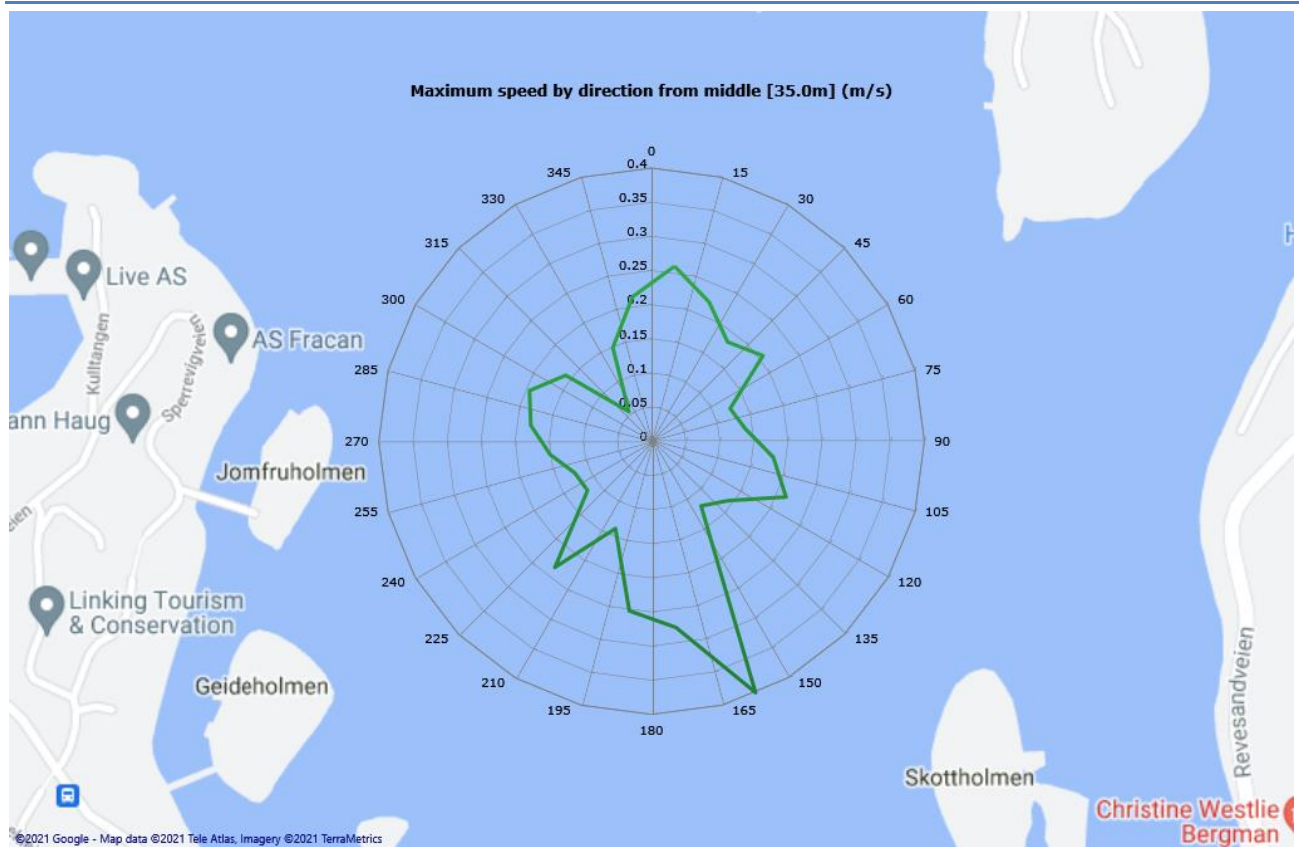 Maximum speed by direction from middle [35.0m] (m/s)
0
0.4
345
15
0.35
330
30
0.3
315
45
0.25
300
60
0.2
285
75
0.15
0.1
0.05
270
0
90
255
105
240
120
225
135
210
150
195
165
180
Live AS
Kulltangen
Sperrevigveien
AS Fracan
ann Haug
Jomfruholmen
eien
Linking Tourism
& Conservation
Geideholmen
H
Revesandveien
Skottholmen
Christine Westlie
Bergman
©2021 Google - Map data ©2021 Tele Atlas, Imagery ©2021 TerraMetrics